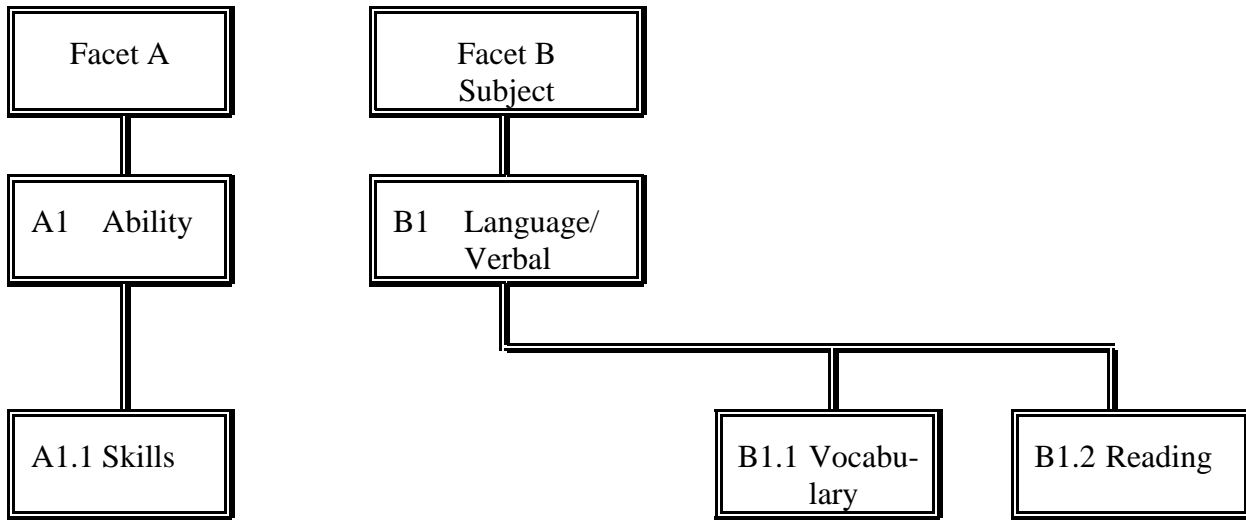 Facet A
Facet B
Subject
A1 Ability
B1 Language/
Verbal
A1.1 Skills
B1.1 Vocabu-
lary
B1.2 Reading